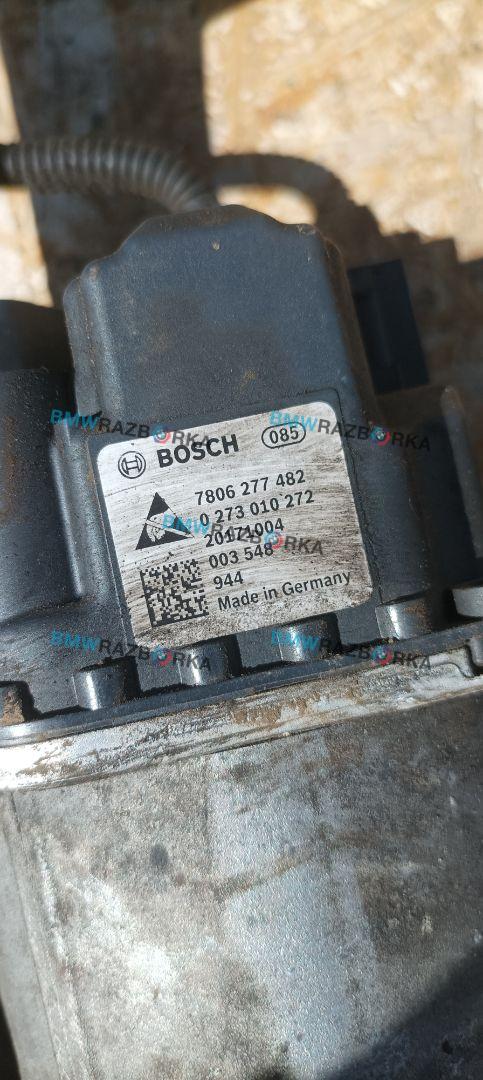 BMWRAZBORKA BMWRAZBORKA
BOSCH 085
7806 277 482
0 273 010 272
20171004
BMWRAZBORKA
003 548
944
Made in Germany
BMWRAZBORKA BMWRAZBORKA